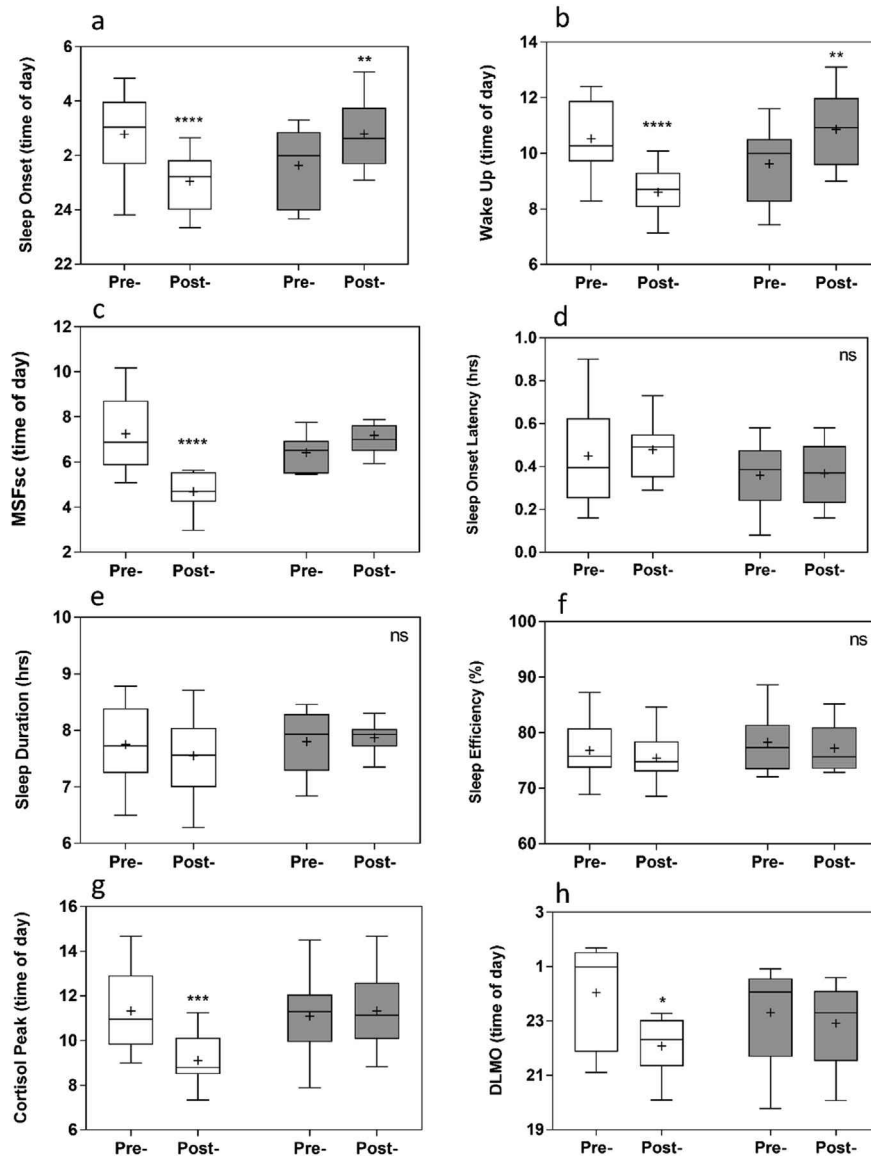 a
Sleep Onset (time of day)
6
4
2
24
22
****
**
Pre-
Post-
Pre-
Post-
b
Wake Up (time of day)
14
12
10
8
6
****
**
Pre-
Post-
Pre-
Post-
c
MSFsc (time of day)
12
10
8
6
4
2
****
Pre-
Post-
Pre-
Post-
d
Sleep Onset Latency (hrs)
1.0
0.8
0.6
0.4
0.2
0.0
ns
Pre-
Post-
Pre-
Post-
e
Sleep Duration (hrs)
10
9
8
7
6
ns
Pre-
Post-
Pre-
Post-
f
Sleep Efficiency (%)
100
90
80
70
60
ns
Pre-
Post-
Pre-
Post-
g
Cortisol Peak (time of day)
16
14
12
10
8
6
***
Pre-
Post-
Pre-
Post-
h
DLMO (time of day)
3
1
23
21
19
*
Pre-
Post-
Pre-
Post-